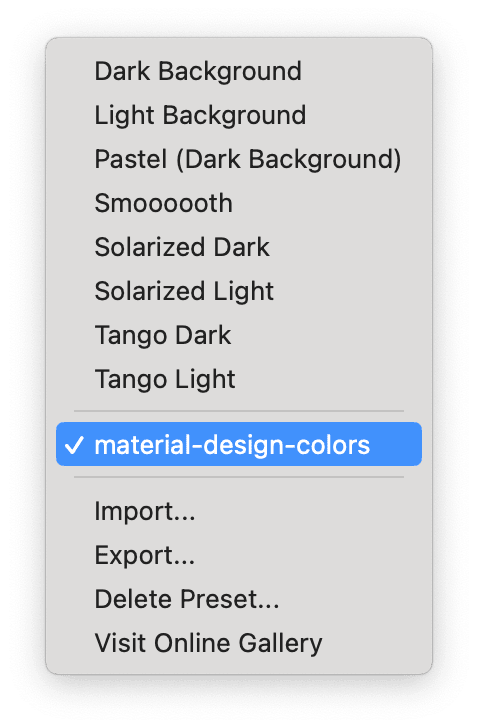 Dark Background
Light Background
Pastel (Dark Background)
Smoooooth
Solarized Dark
Solarized Light
Tango Dark
Tango Light
✓ material-design-colors
Import...
Export...
Delete Preset...
Visit Online Gallery